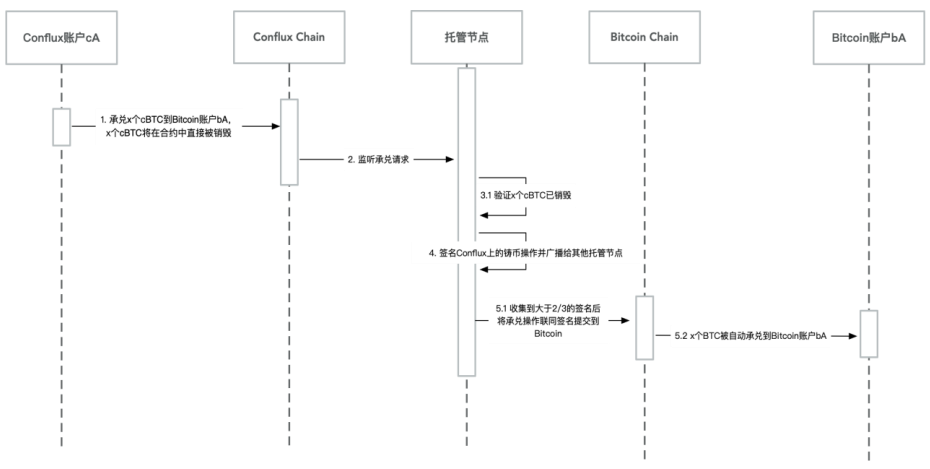 Conflux账户cA
Conflux Chain
托管节点
Bitcoin Chain
Bitcoin账户bA
1. 承兑x个cBTC到Bitcoin账户bA,
x个cBTC将在合约中直接被销毁
2. 监听承兑请求
3.1 验证x个cBTC已销毁
4. 签名Conflux上的铸币操作并广播给其他托管节点
5.1 收集到大于2/3的签名后
将承兑操作联同签名提交到
Bitcoin
5.2 x个BTC被自动承兑到Bitcoin账户bA